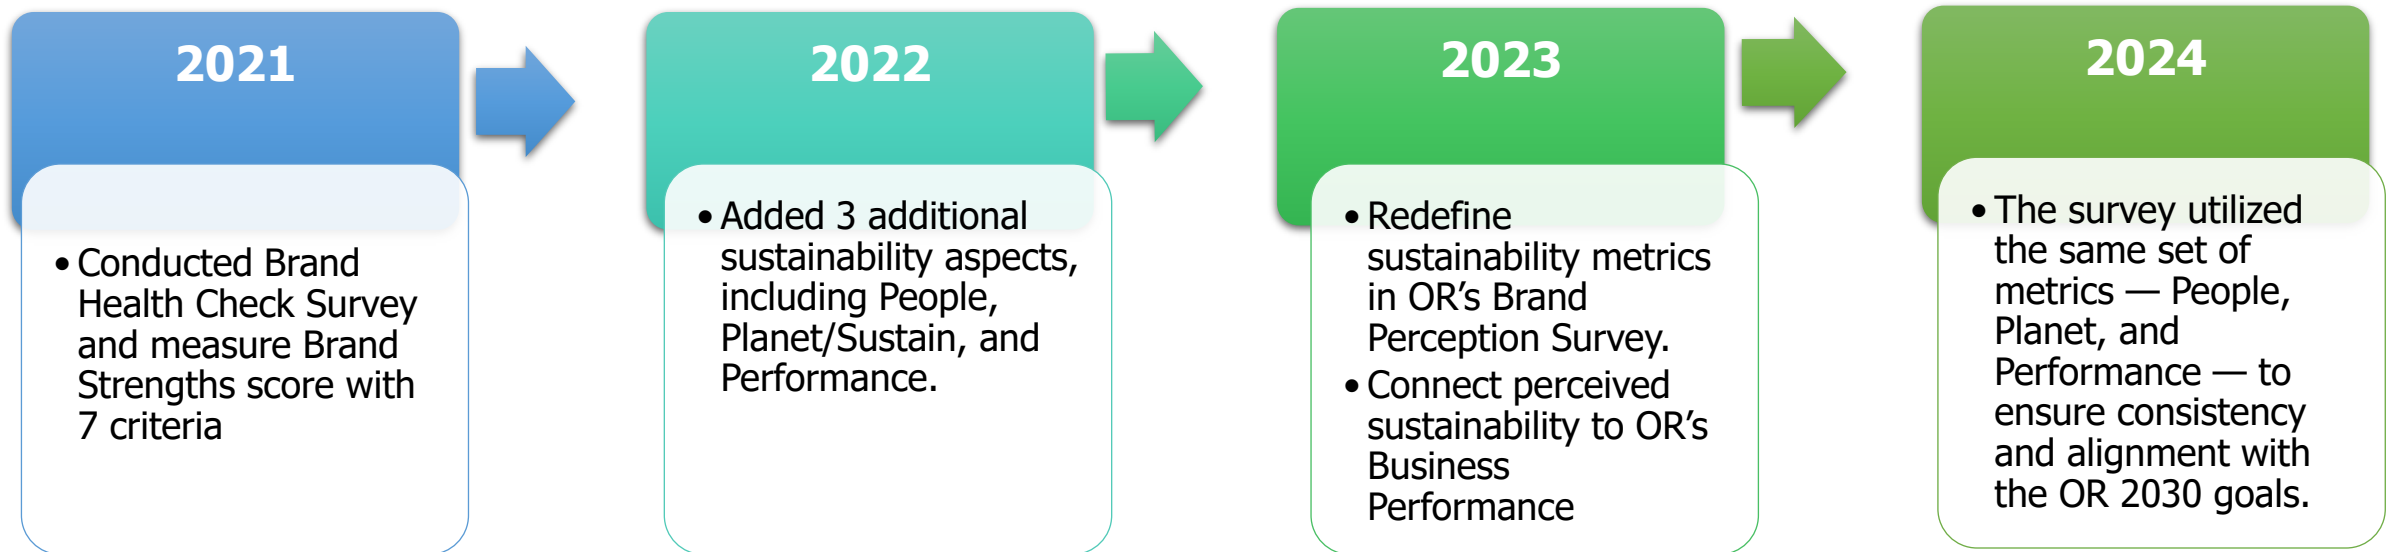 2021
• Conducted Brand
Health Check Survey
and measure Brand
Strengths score with
7 criteria
2022
• Added 3 additional
sustainability aspects,
including People,
Planet/Sustain, and
Performance.
2023
• Redefine
sustainability metrics
in OR’s Brand
Perception Survey.
• Connect perceived
sustainability to OR’s
Business
Performance
2024
• The survey utilized
the same set of
metrics — People,
Planet, and
Performance — to
ensure consistency
and alignment with
the OR 2030 goals.